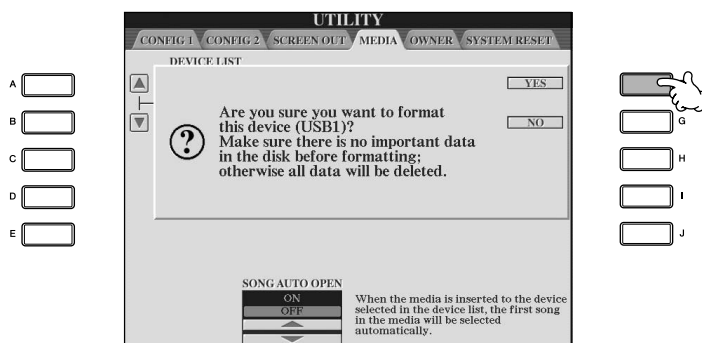 UTILITY
CONFIG 1 CONFIG 2 SCREEN OUT MEDIA OWNER SYSTEM RESET
DEVICE LIST
A
YES
Are you sure you want to format
this device (USB1)?
Make sure there is no important data
in the disk before formatting;
otherwise all data will be deleted.
?
B
NO
G
C
H
D
I
E
J
SONG AUTO OPEN
ON
OFF
When the media is inserted to the device
selected in the device list, the first song
in the media will be selected
automatically.